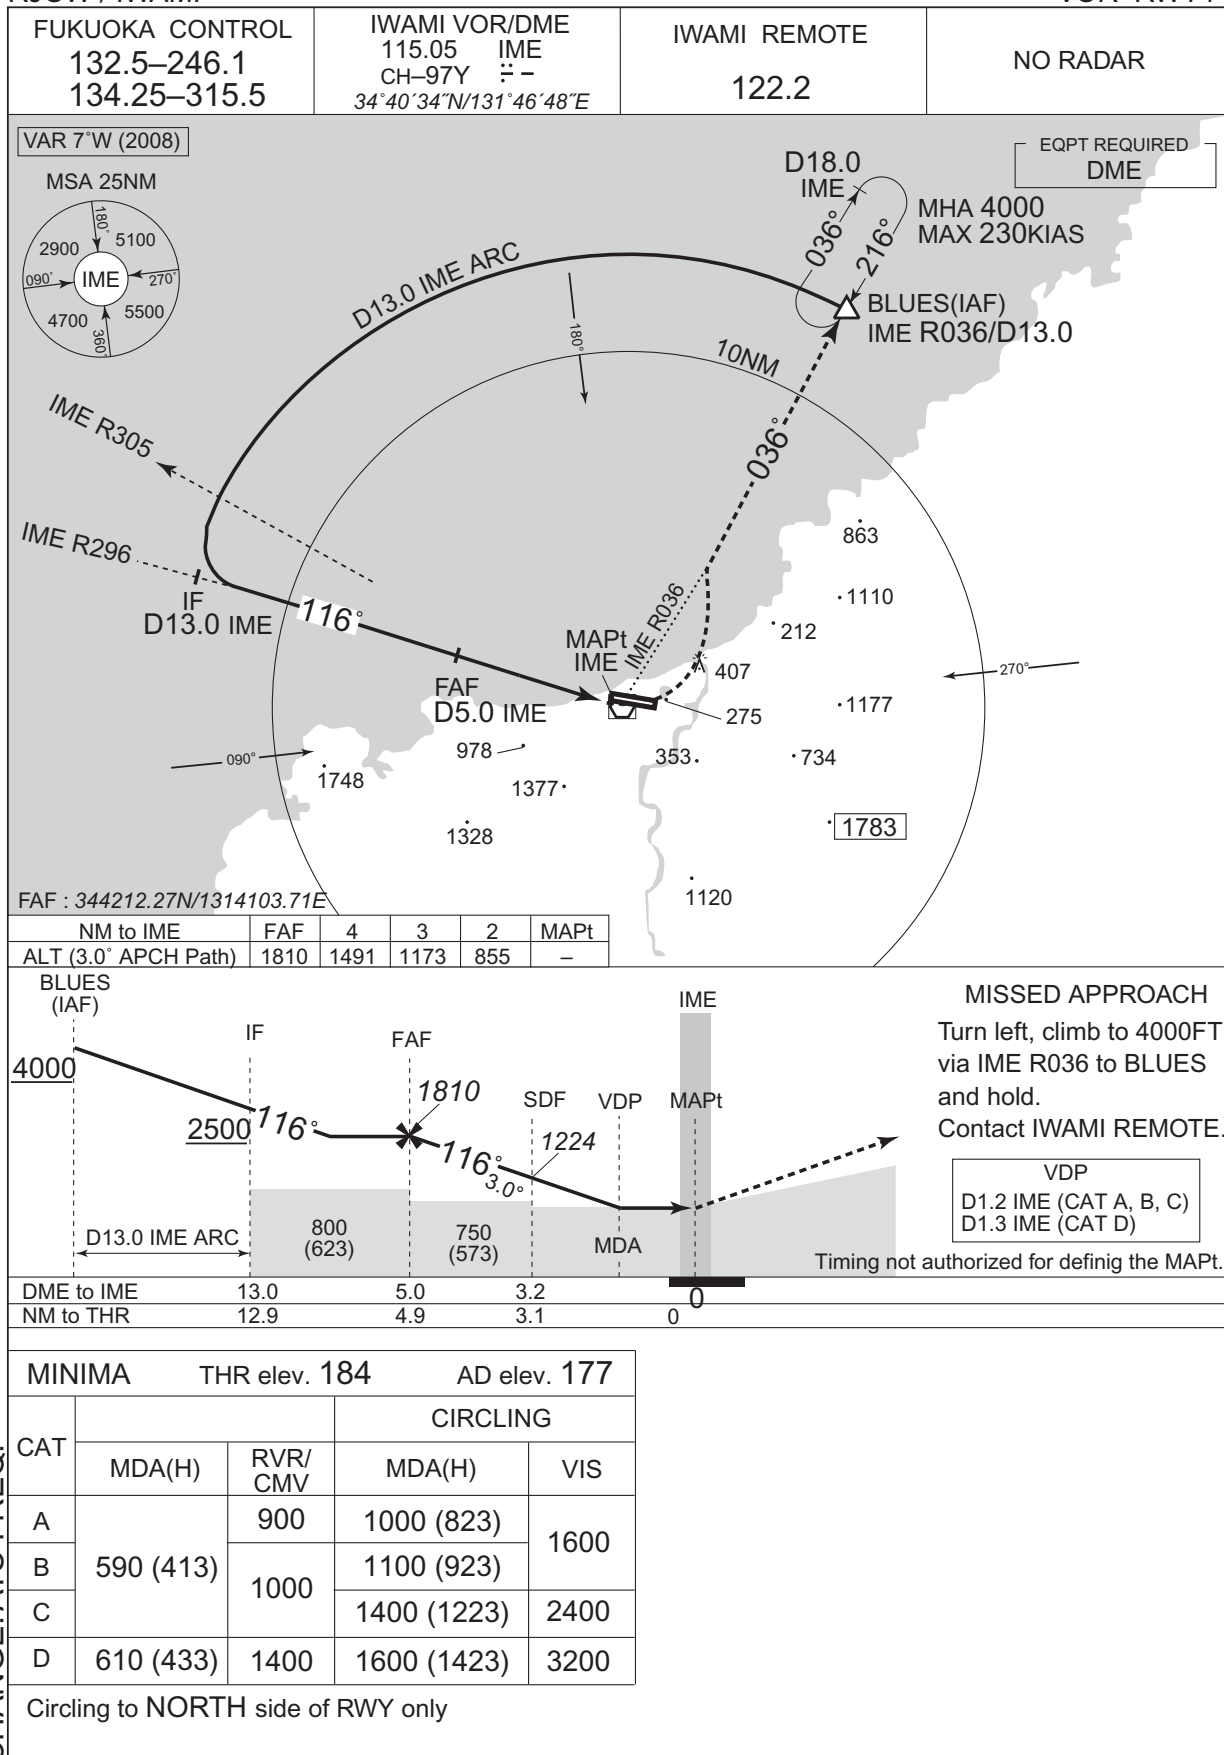 FUKUOKA CONTROL
132.5–246.1
134.25–315.5
IWAMI VOR/DME
115.05 IME
CH–97Y
34˚40´34˝N/131˚46´48˝E
IWAMI REMOTE
122.2
NO RADAR
VAR 7˚W (2008)
MSA 25NM
180˚
2900
5100
090˚
IME
270˚
4700
5500
360˚
EQPT REQUIRED
DME
D18.0
IME
036°
216°
MHA 4000
MAX 230KIAS
BLUES(IAF)
IME R036/D13.0
D13.0 IME ARC
180°
10NM
036°
IME R305
IME R296
IF
D13.0 IME
116°
FAF
D5.0 IME
MAPt
IME
IME R036
863
1110
212
407
275
270°
1177
353
734
978
1377
1328
1748
090°
1783
1120
FAF : 344212.27N/1314103.71E
NM to IME FAF 4 3 2 MAPt
ALT (3.0˚ APCH Path) 1810 1491 1173 855 –
BLUES
(IAF)
IF
FAF
IME
4000
2500
116°
1810
116°
3.0°
SDF
1224
VDP
MAPt
D13.0 IME ARC
800
(623)
750
(573)
MDA
MISSED APPROACH
Turn left, climb to 4000FT
via IME R036 to BLUES
and hold.
Contact IWAMI REMOTE.
VDP
D1.2 IME (CAT A, B, C)
D1.3 IME (CAT D)
Timing not authorized for definig the MAPt.
DME to IME 13.0 5.0 3.2 0
NM to THR 12.9 4.9 3.1 0
MINIMA THR elev. 184 AD elev. 177
CAT
CIRCLING
MDA(H) RVR/CMV MDA(H) VIS
A 590 (413) 900 1000 (823) 1600
B 1000 1100 (923)
C 1400 (1223) 2400
D 610 (433) 1400 1600 (1423) 3200
Circling to NORTH side of RWY only